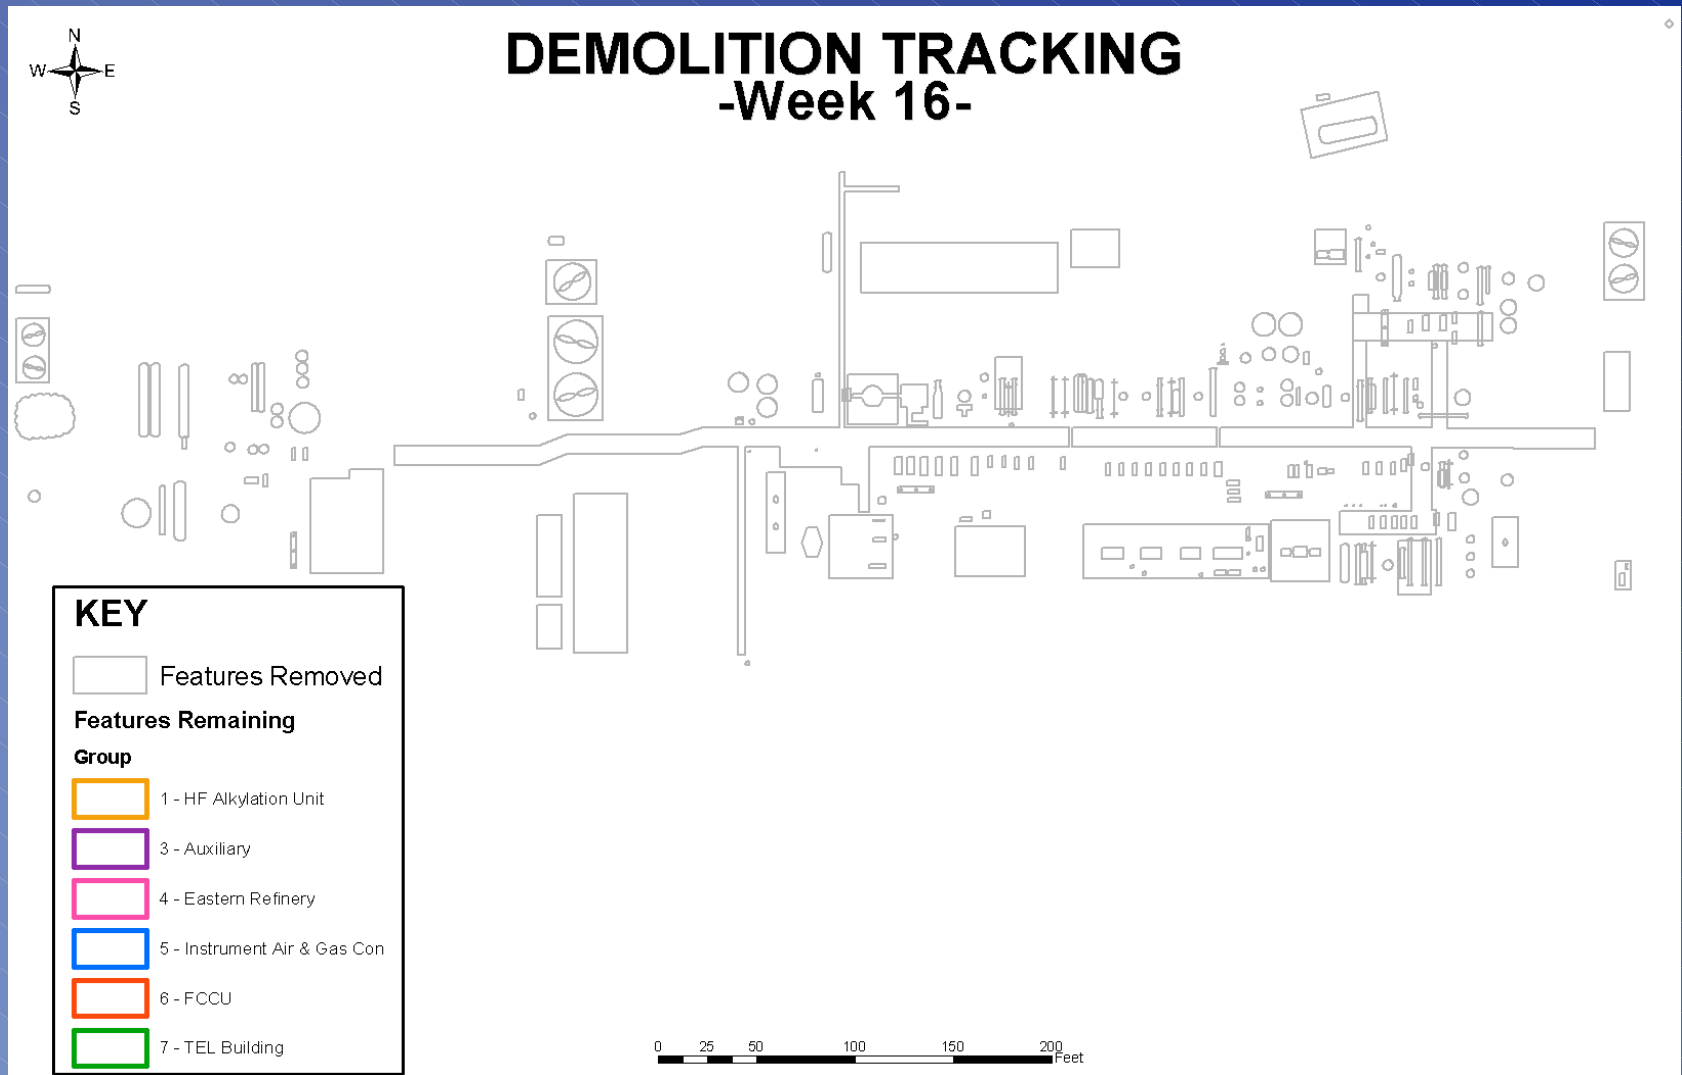 N
W E
S
DEMOLITION TRACKING
-Week 16-
KEY
Features Removed
Features Remaining
Group
1 - HF Alkylation Unit
3 - Auxiliary
4 - Eastern Refinery
5 - Instrument Air & Gas Con
6 - FCCU
7 - TEL Building
0 25 50 100 150 200
Feet